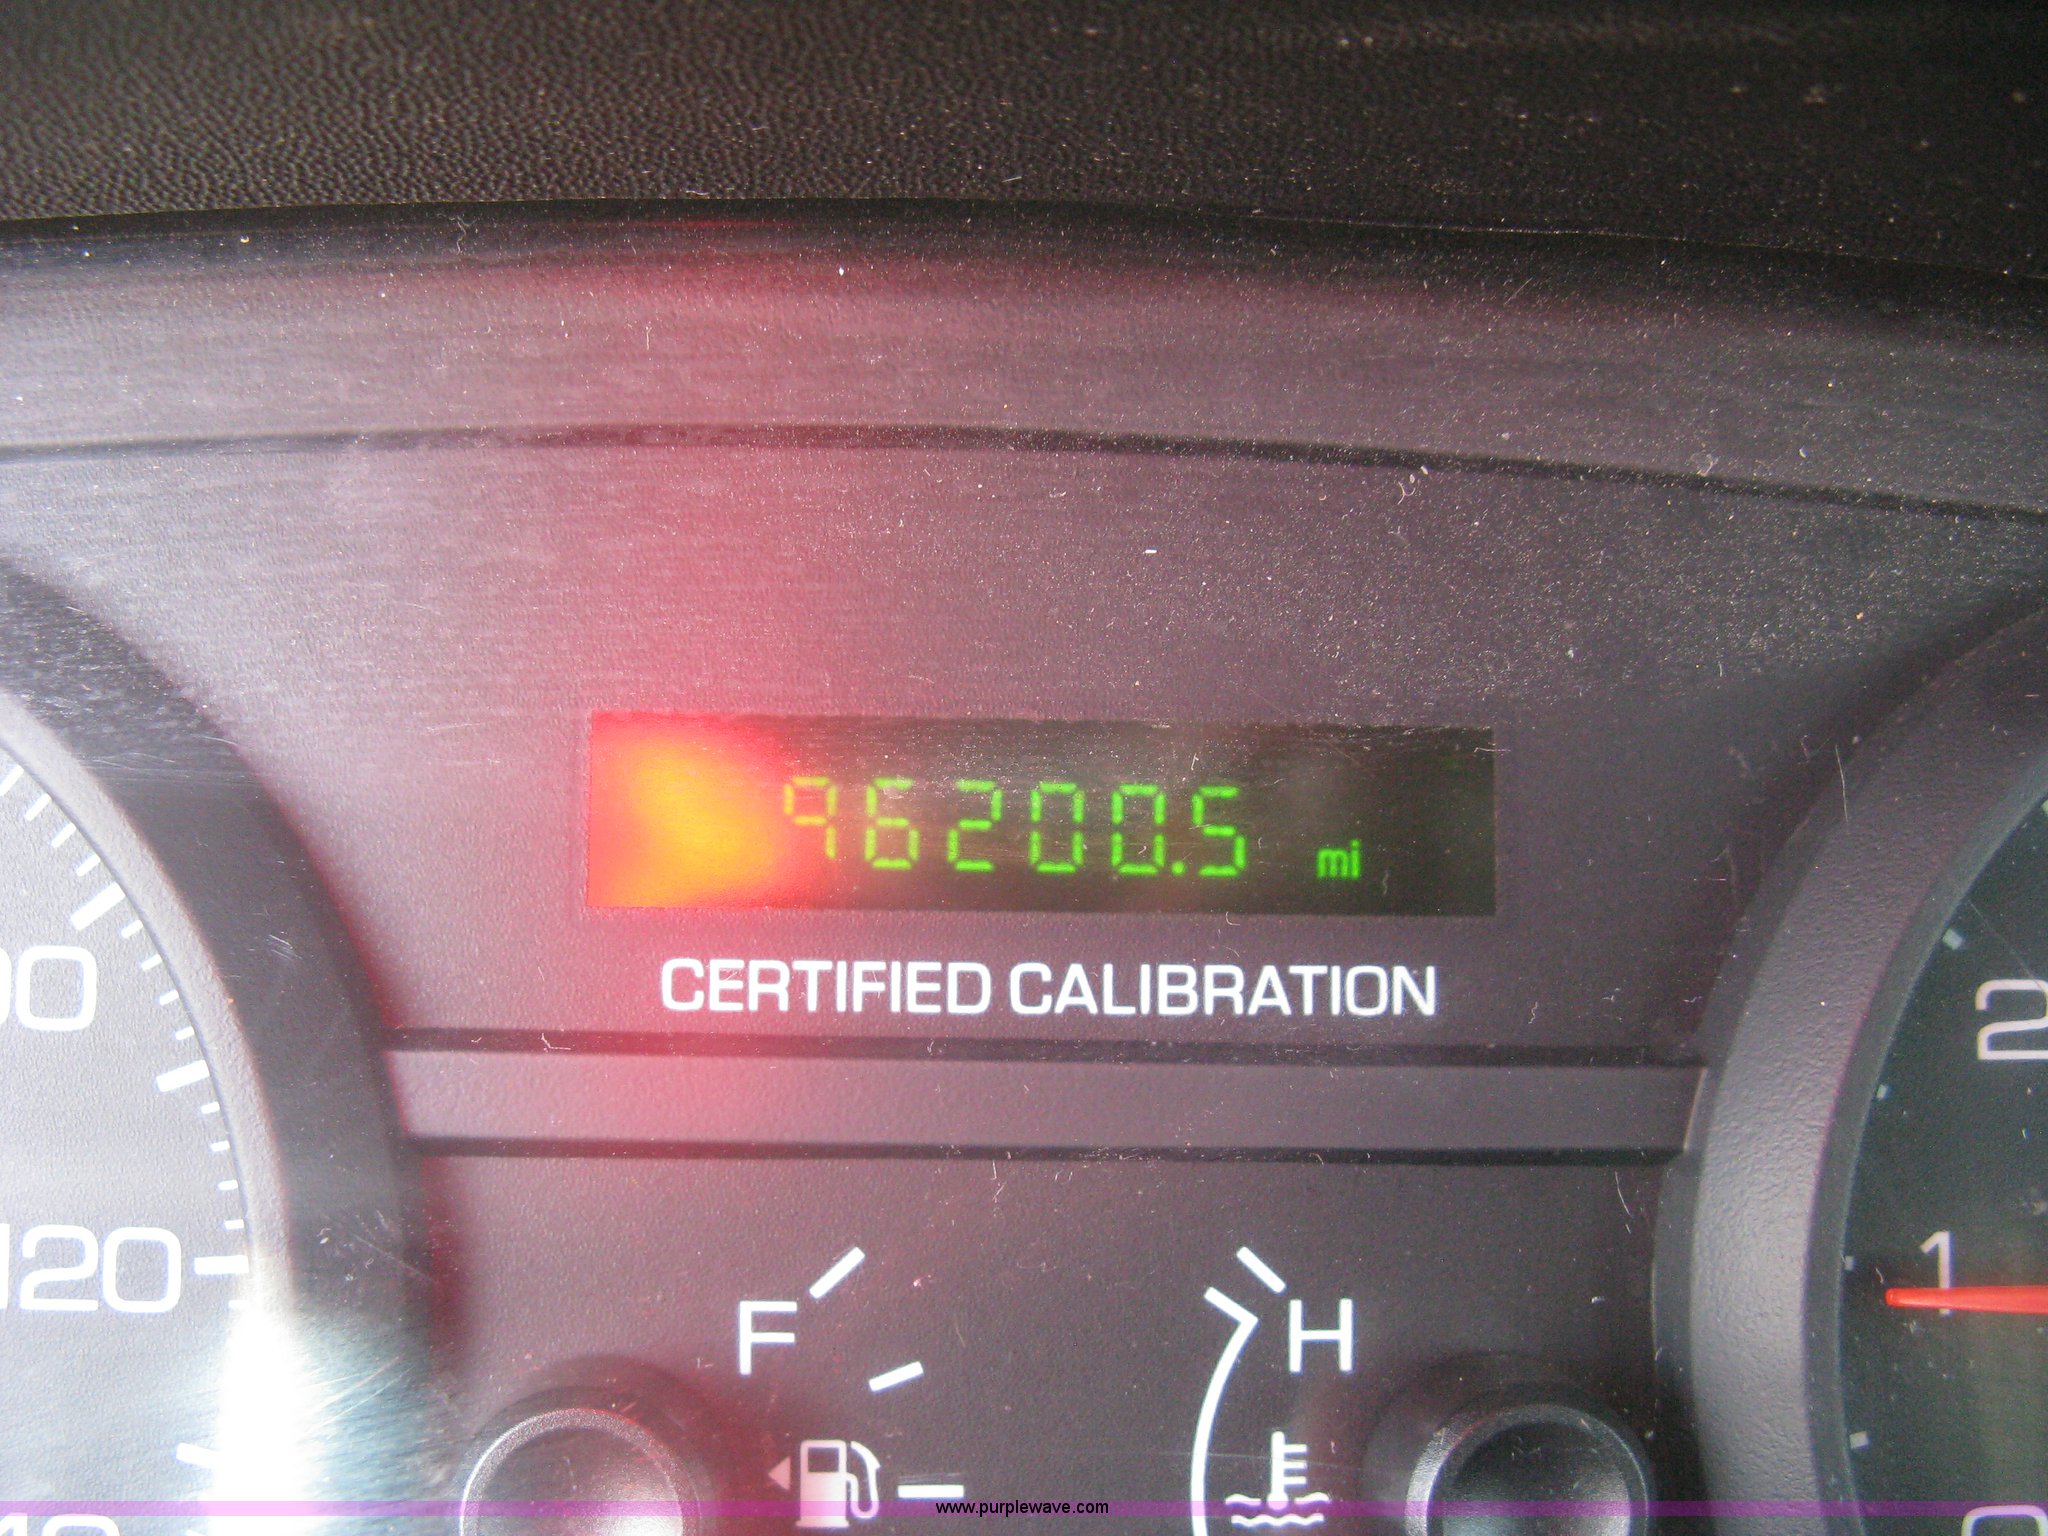 96200.5 mi
CERTIFIED CALIBRATION
120
2
1
F
H
www.purplewave.com